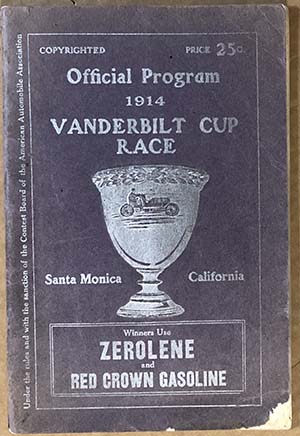 COPYRIGHTED
PRICE 25C.
Official Program
1914
VANDERBILT CUP
RACE
Santa Monica
California
Winners Use
ZEROLENE
and
RED CROWN GASOLINE
Under the rules and with the sanction of the Contest Board of the American Automobile Association